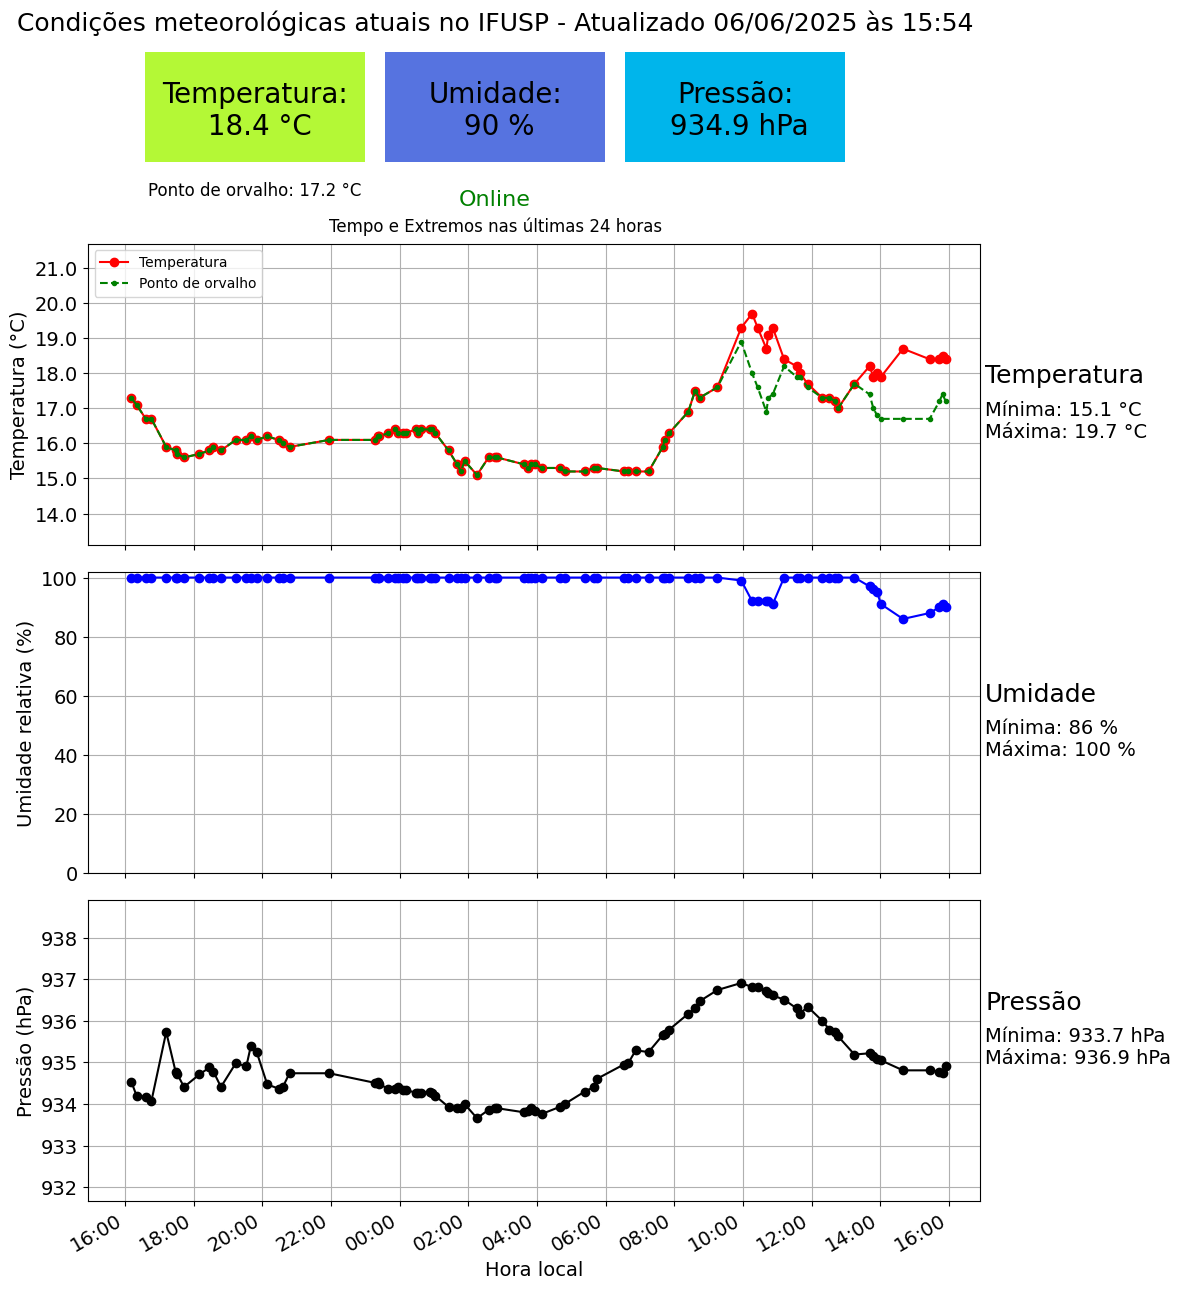 Condições meteorológicas atuais no IFUSP - Atualizado 06/06/2025 às 15:54
Temperatura:
18.4 °C
Umidade:
90 %
Pressão:
934.9 hPa
Ponto de orvalho: 17.2 °C
Online
Tempo e Extremos nas últimas 24 horas
Temperatura
Ponto de orvalho
Temperatura (°C)
21.0
20.0
19.0
18.0
17.0
16.0
15.0
14.0
Temperatura
Mínima: 15.1 °C
Máxima: 19.7 °C
Umidade relativa (%)
100
80
60
40
20
0
Umidade
Mínima: 86 %
Máxima: 100 %
Pressão (hPa)
938
937
936
935
934
933
932
Pressão
Mínima: 933.7 hPa
Máxima: 936.9 hPa
16:00
18:00
20:00
22:00
00:00
02:00
04:00
06:00
08:00
10:00
12:00
14:00
16:00
Hora local